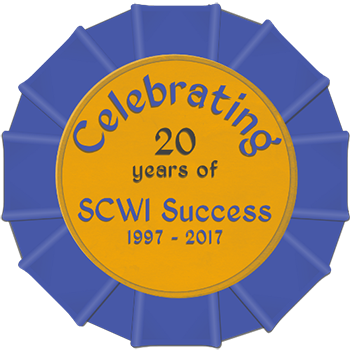 Celebrating
20
years of
SCWI Success
1997 - 2017